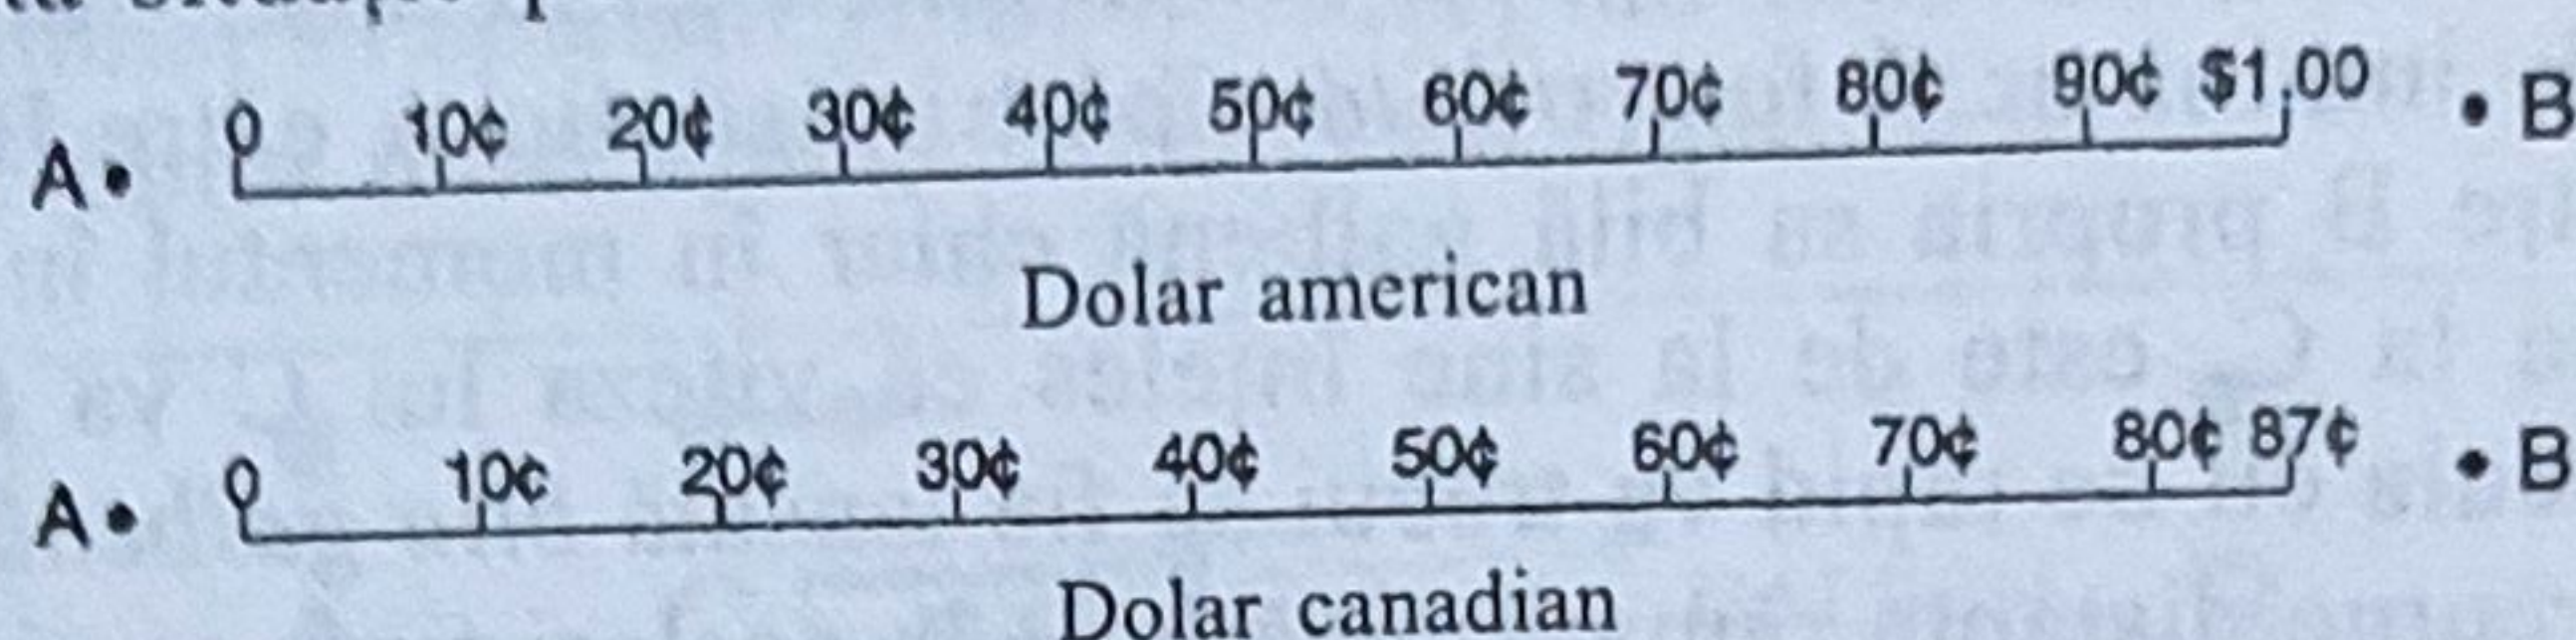 A • 0 10¢ 20¢ 30¢ 40¢ 50¢ 60¢ 70¢ 80¢ 90¢ $1,00 • B
Dolar american
A • 0 10¢ 20¢ 30¢ 40¢ 50¢ 60¢ 70¢ 80¢ 87¢ • B
Dolar canadian